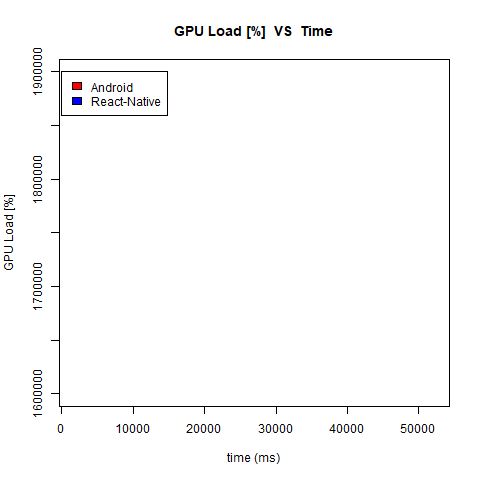 GPU Load [%]  VS  Time
Android
React-Native
GPU Load [%]
1900000
1800000
1700000
1600000
0 10000 20000 30000 40000 50000
time (ms)